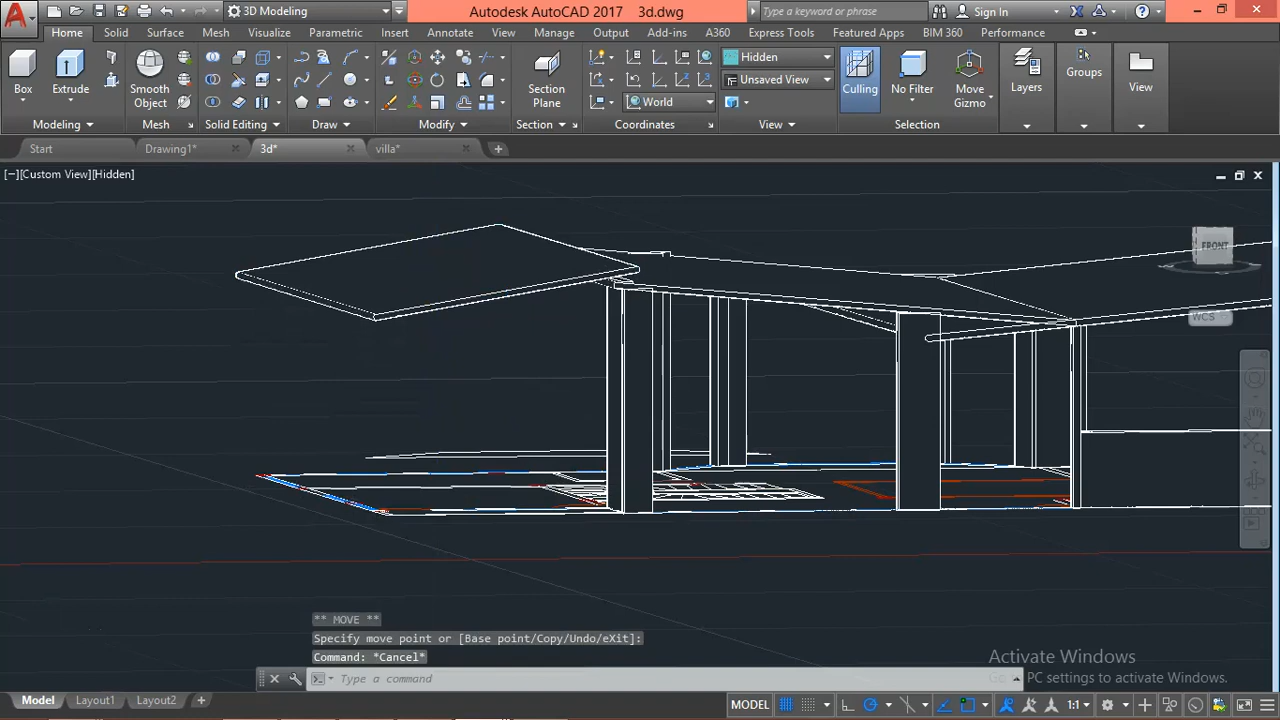 3D Modeling
Autodesk AutoCAD 2017 3d.dwg
Type a keyword or phrase
Sign In
Home Solid Surface Mesh Visualize Parametric Insert Annotate View Manage Output Add-ins A360 Express Tools Featured Apps BIM 360 Performance
Box
Extrude
Smooth
Object
Section
Plane
World
Hidden
Unsaved View
Culling
No Filter
Move
Gizmo
Layers
Groups
View
Modeling
Mesh
Solid Editing
Draw
Modify
Section
Coordinates
View
Selection
Start
Drawing1*
3d*
villa*
[−][Custom View][Hidden]
FRONT
WCS
** MOVE **
Specify move point or [Base point/Copy/Undo/eXit]:
Command: *Cancel*
Type a command
Activate Windows
Go to PC settings to activate Windows.
Model Layout1 Layout2
MODEL
1:1